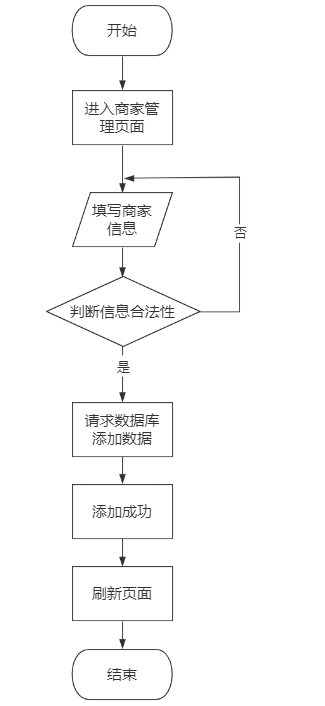 开始
进入商家管
理页面
填写商家
信息
否
判断信息合法性
是
请求数据库
添加数据
添加成功
刷新页面
结束